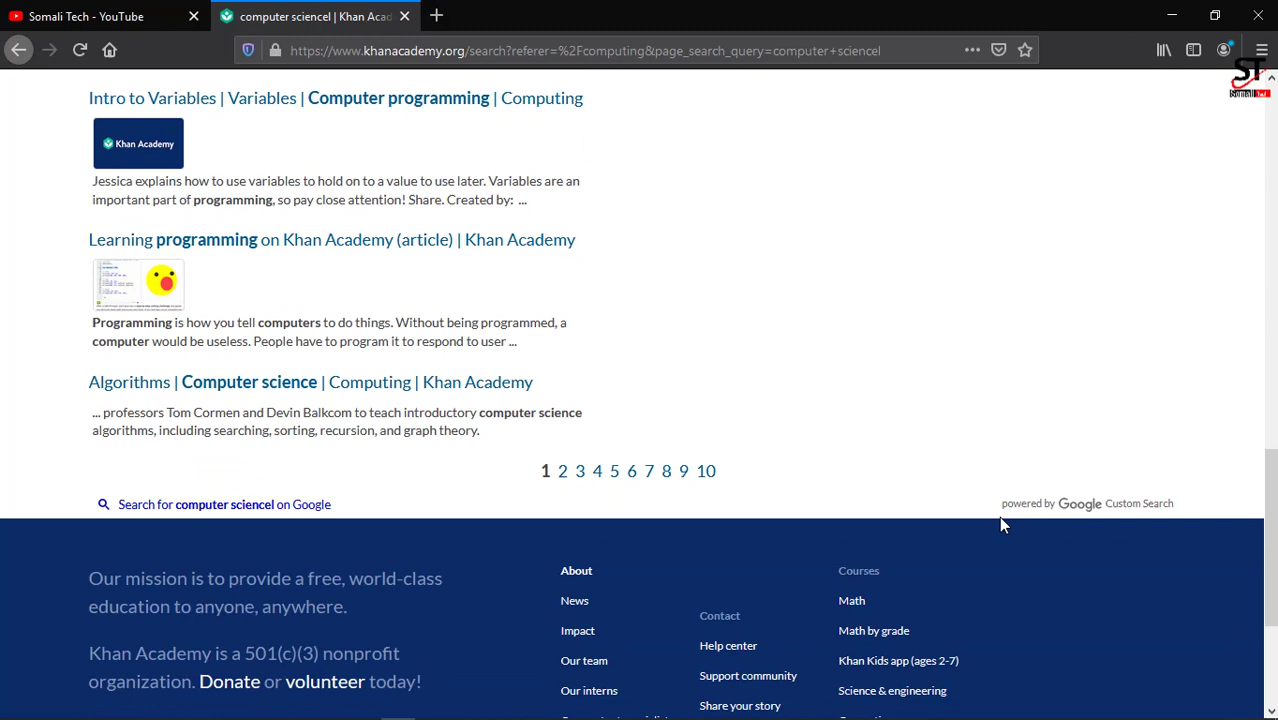 Somali Tech - YouTube
computer sciencel | Khan Acad
https://www.khanacademy.org/search?referer=%2Fcomputing&page_search_query=computer+sciencel
ST
Somali
Intro to Variables | Variables | Computer programming | Computing
Khan Academy
Jessica explains how to use variables to hold on to a value to use later. Variables are an
important part of programming, so pay close attention! Share. Created by: ...
Learning programming on Khan Academy (article) | Khan Academy
Programming is how you tell computers to do things. Without being programmed, a
computer would be useless. People have to program it to respond to user ...
Algorithms | Computer science | Computing | Khan Academy
... professors Tom Cormen and Devin Balkcom to teach introductory computer science
algorithms, including searching, sorting, recursion, and graph theory.
1 2 3 4 5 6 7 8 9 10
Search for computer sciencel on Google
powered by Google Custom Search
Our mission is to provide a free, world-class
education to anyone, anywhere.
Khan Academy is a 501(c)(3) nonprofit
organization. Donate or volunteer today!
About
News
Impact
Our team
Our interns
Contact
Help center
Support community
Share your story
Courses
Math
Math by grade
Khan Kids app (ages 2-7)
Science & engineering